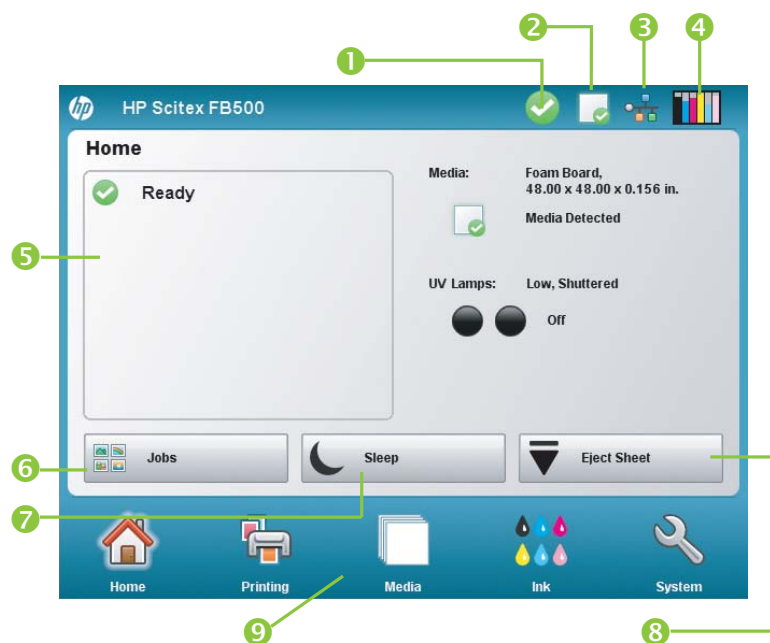 2
3
4
1
hp HP Scitex FB500
Home
Ready
Media: Foam Board,
48.00 x 48.00 x 0.156 in.
Media Detected
5
UV Lamps: Low, Shuttered
Off
6
Jobs
Sleep
Eject Sheet
7
Home
Printing
Media
Ink
System
9
8